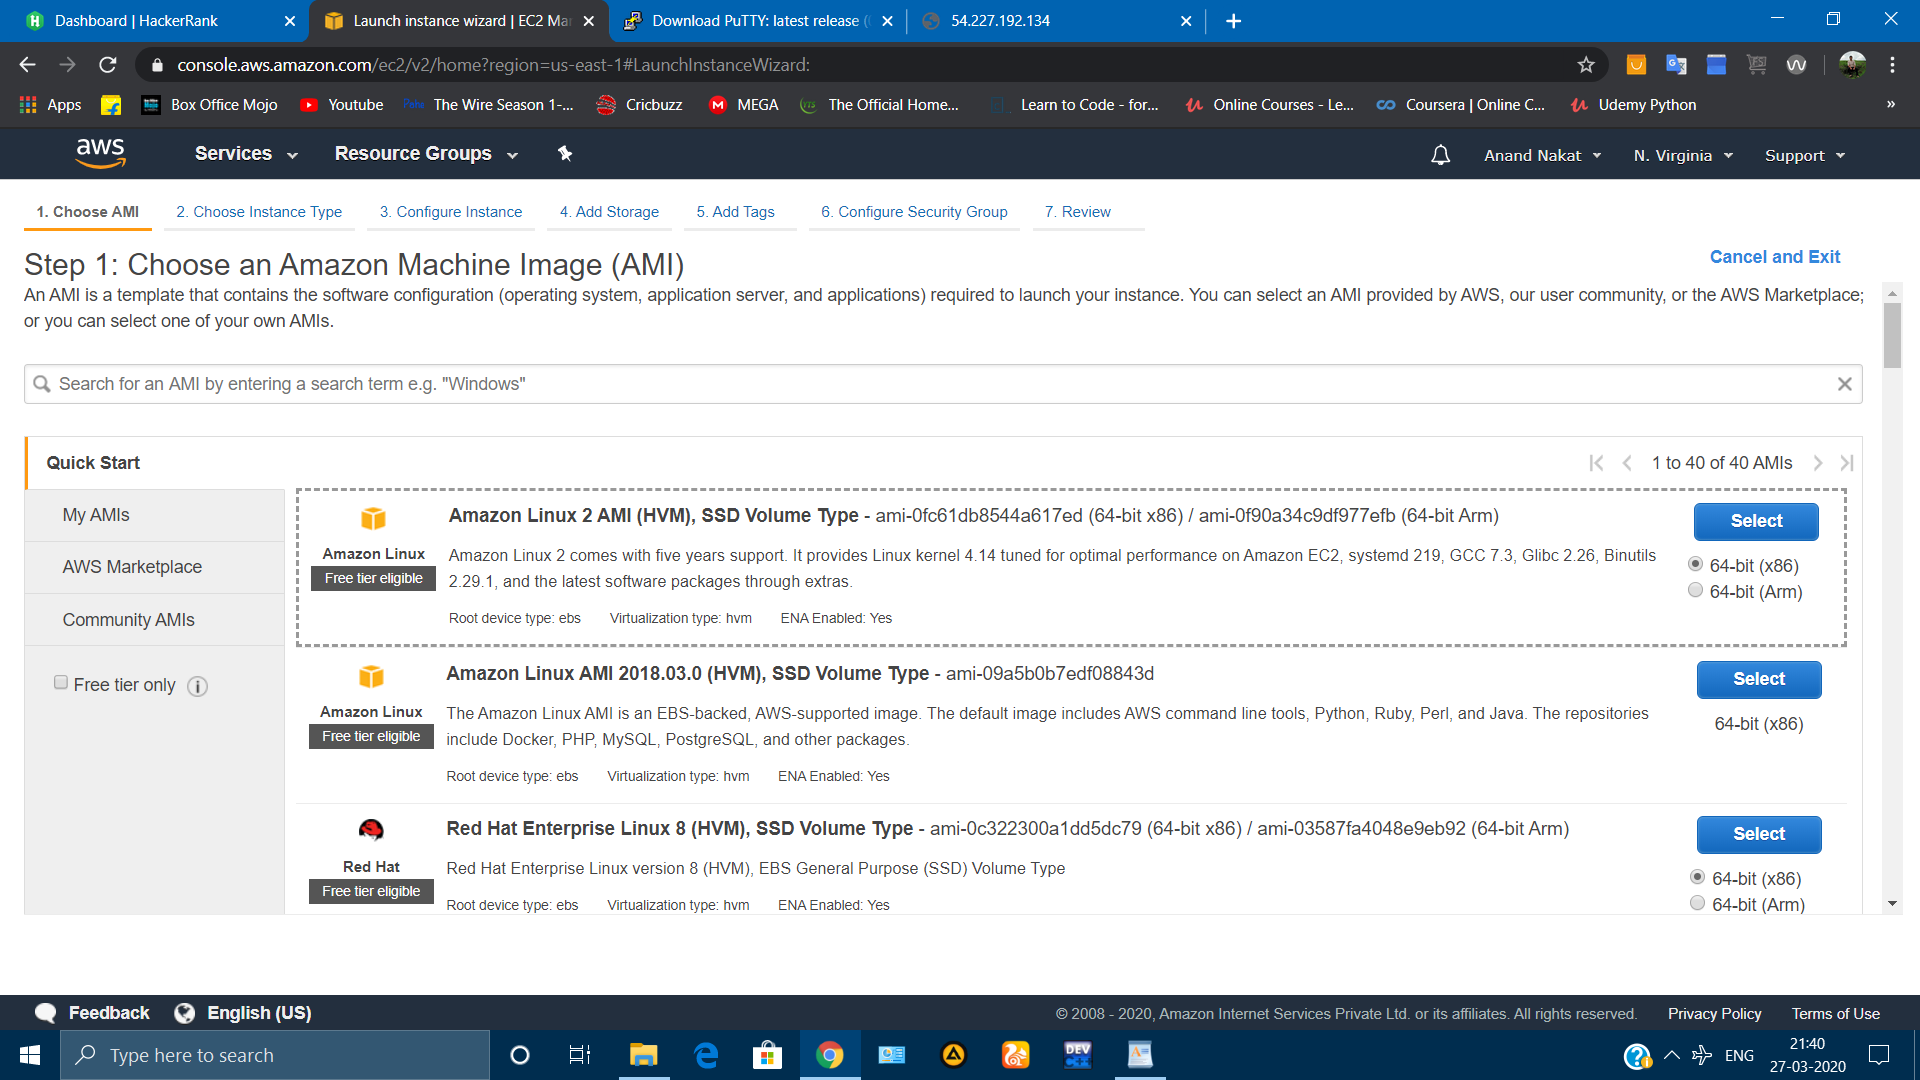 Dashboard | HackerRank
Launch instance wizard | EC2 Mar
Download PuTTY: latest release (
54.227.192.134
console.aws.amazon.com/ec2/v2/home?region=us-east-1#LaunchInstanceWizard:
Apps
Box Office Mojo
Youtube
The Wire Season 1-...
Cricbuzz
MEGA
The Official Home...
Learn to Code - for...
Online Courses - Le...
Coursera | Online C...
Udemy Python
»
aws
Services
Resource Groups
Anand Nakat
N. Virginia
Support
1. Choose AMI
2. Choose Instance Type
3. Configure Instance
4. Add Storage
5. Add Tags
6. Configure Security Group
7. Review
Step 1: Choose an Amazon Machine Image (AMI)
Cancel and Exit
An AMI is a template that contains the software configuration (operating system, application server, and applications) required to launch your instance. You can select an AMI provided by AWS, our user community, or the AWS Marketplace;
or you can select one of your own AMIs.
Search for an AMI by entering a search term e.g. "Windows"
Quick Start
My AMIs
AWS Marketplace
Community AMIs
Free tier only
1 to 40 of 40 AMIs
Amazon Linux
Free tier eligible
Amazon Linux 2 AMI (HVM), SSD Volume Type - ami-0fc61db8544a617ed (64-bit x86) / ami-0f90a34c9df977efb (64-bit Arm)
Amazon Linux 2 comes with five years support. It provides Linux kernel 4.14 tuned for optimal performance on Amazon EC2, systemd 219, GCC 7.3, Glibc 2.26, Binutils
2.29.1, and the latest software packages through extras.
Root device type: ebs Virtualization type: hvm ENA Enabled: Yes
Select
64-bit (x86)
64-bit (Arm)
Amazon Linux
Free tier eligible
Amazon Linux AMI 2018.03.0 (HVM), SSD Volume Type - ami-09a5b0b7edf08843d
The Amazon Linux AMI is an EBS-backed, AWS-supported image. The default image includes AWS command line tools, Python, Ruby, Perl, and Java. The repositories
include Docker, PHP, MySQL, PostgreSQL, and other packages.
Root device type: ebs Virtualization type: hvm ENA Enabled: Yes
Select
64-bit (x86)
Red Hat
Free tier eligible
Red Hat Enterprise Linux 8 (HVM), SSD Volume Type - ami-0c322300a1dd5dc79 (64-bit x86) / ami-03587fa4048e9eb92 (64-bit Arm)
Red Hat Enterprise Linux version 8 (HVM), EBS General Purpose (SSD) Volume Type
Root device type: ebs Virtualization type: hvm ENA Enabled: Yes
Select
64-bit (x86)
64-bit (Arm)
Feedback
English (US)
© 2008 - 2020, Amazon Internet Services Private Ltd. or its affiliates. All rights reserved.
Privacy Policy
Terms of Use
Type here to search
DEV
ENG
21:40
27-03-2020